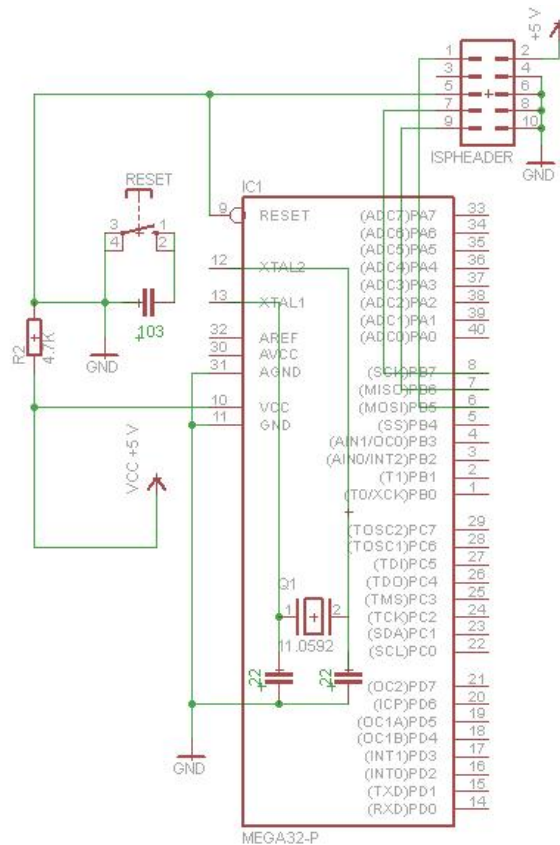 +5 V
1 2
3 4
5 6
7 8
9 10
ISPHEADER
GND
RESET
3 1
4 2
103
GND
R2
4.7K
VCC +5 V
IC1
9 RESET
12 XTAL2
13 XTAL1
32 AREF
30 AVCC
31 AGND
10 VCC
11 GND
(ADC7)PA7 33
(ADC6)PA6 34
(ADC5)PA5 35
(ADC4)PA4 36
(ADC3)PA3 37
(ADC2)PA2 38
(ADC1)PA1 39
(ADC0)PA0 40
(SCK)PB7 8
(MISO)PB6 7
(MOSI)PB5 6
(SS)PB4 5
(AIN1/OC0)PB3 4
(AIN0/INT2)PB2 3
(T1)PB1 2
(T0/XCK)PB0 1
(TOSC2)PC7 29
(TOSC1)PC6 28
(TDI)PC5 27
(TDO)PC4 26
(TMS)PC3 25
(TCK)PC2 24
(SDA)PC1 23
(SCL)PC0 22
(OC2)PD7 21
(ICP)PD6 20
(OC1A)PD5 19
(OC1B)PD4 18
(INT1)PD3 17
(INT0)PD2 16
(TXD)PD1 15
(RXD)PD0 14
Q1
1 2
11.0592
22 22
GND
MEGA32-P